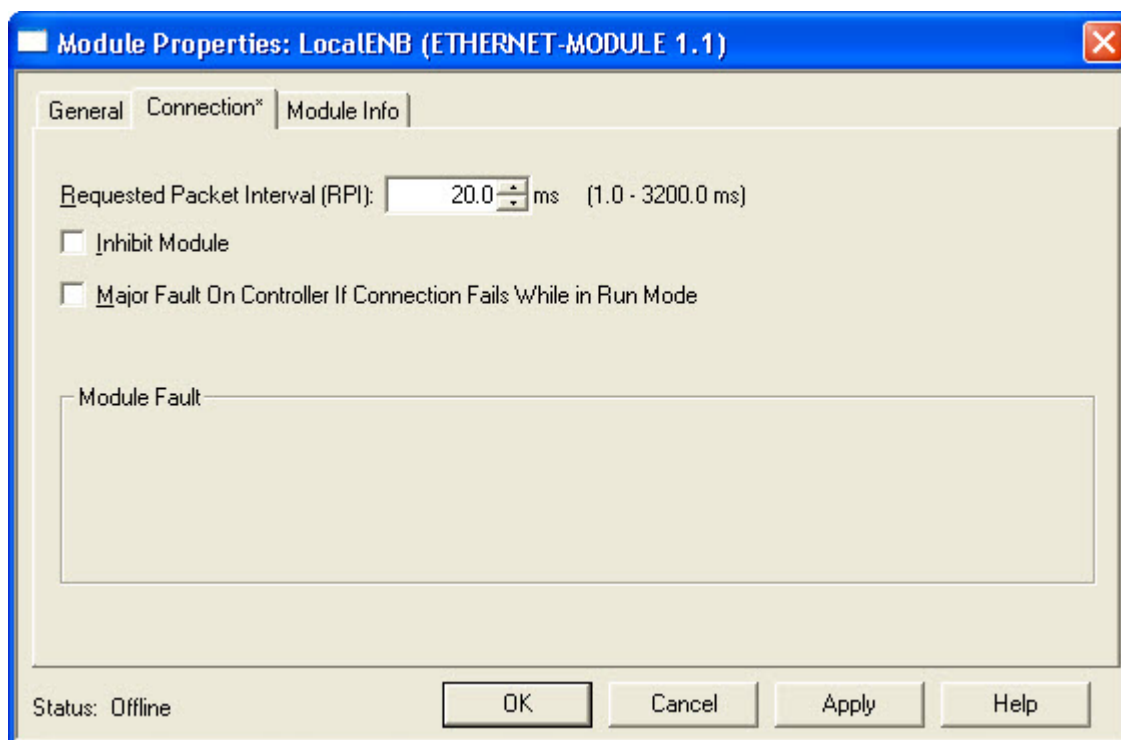 Module Properties: LocalENB (ETHERNET-MODULE 1.1)
General Connection* Module Info
Requested Packet Interval (RPI): 20.0 ms (1.0 - 3200.0 ms)
Inhibit Module
Major Fault On Controller If Connection Fails While in Run Mode
Module Fault
Status: Offline OK Cancel Apply Help